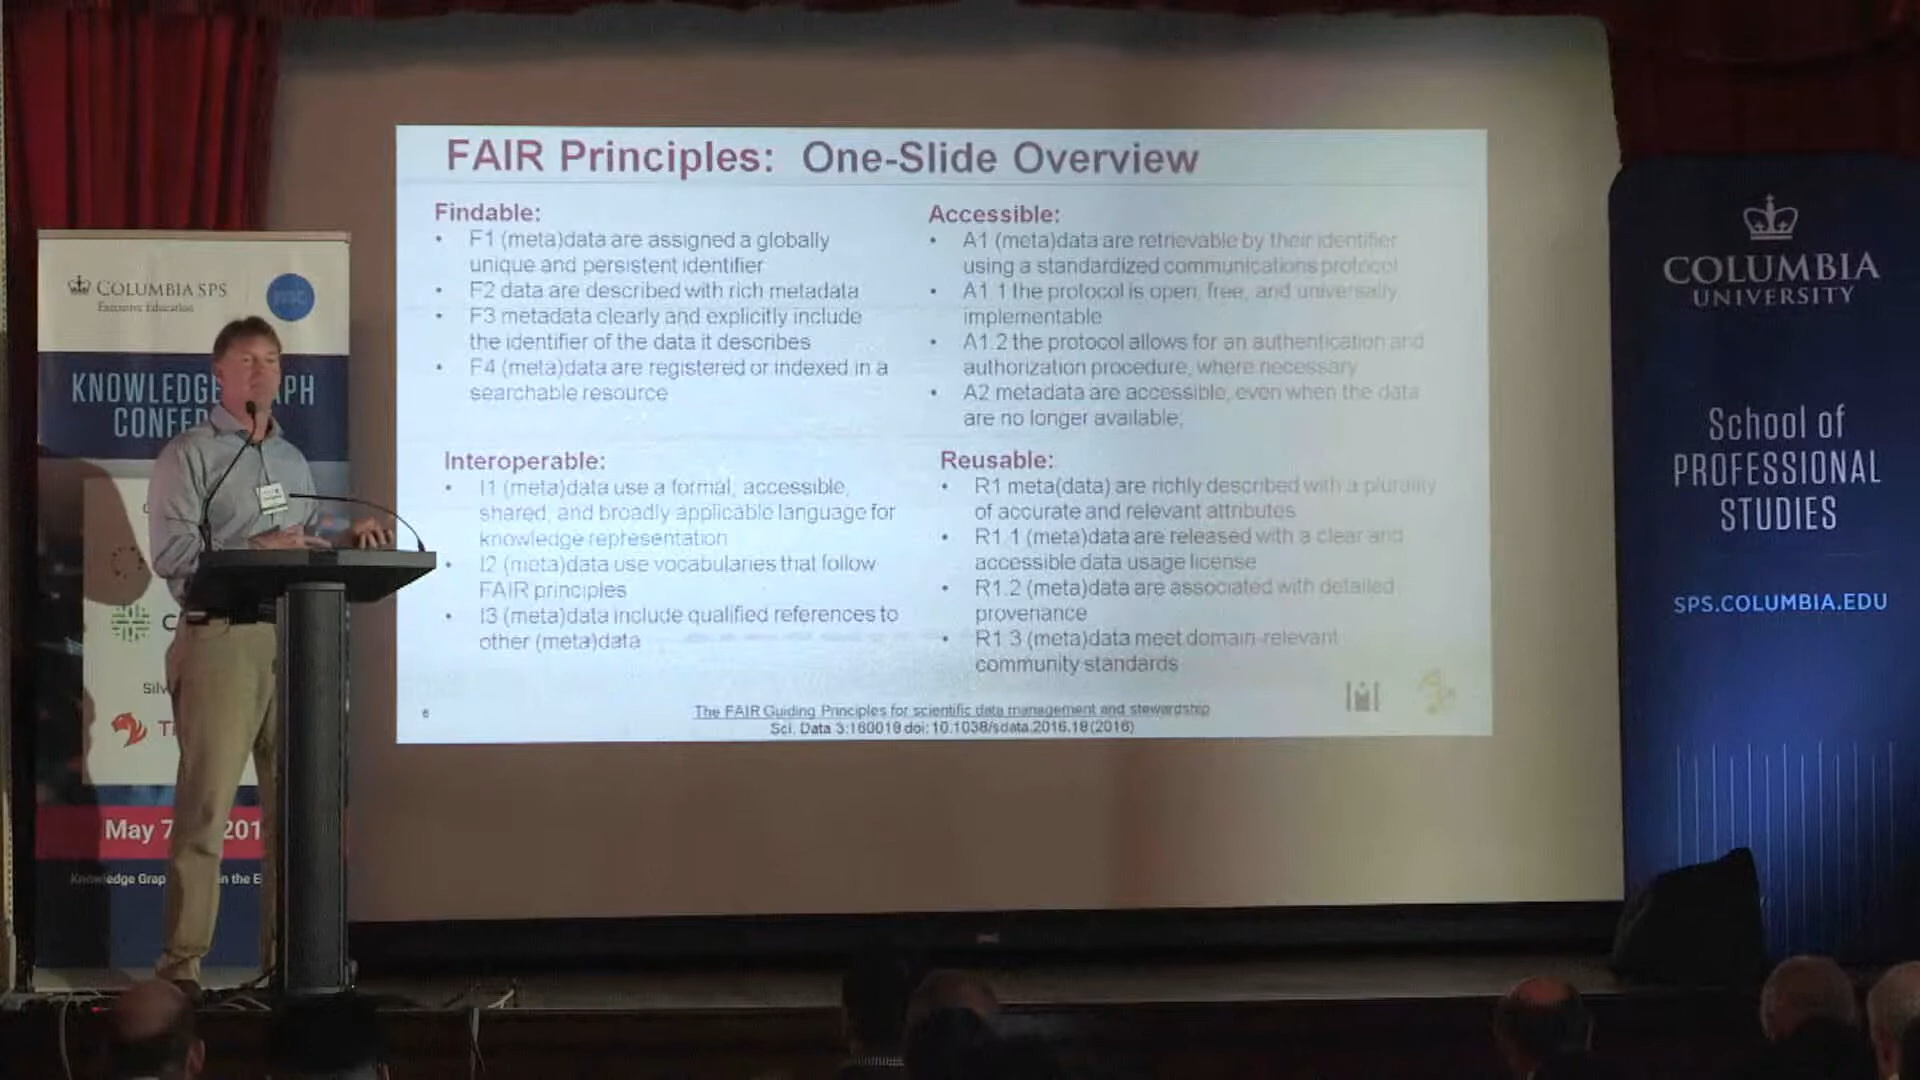 FAIR Principles: One-Slide Overview
Findable:
• F1 (meta)data are assigned a globally
unique and persistent identifier
• F2 data are described with rich metadata
• F3 metadata clearly and explicitly include
the identifier of the data it describes
• F4 (meta)data are registered or indexed in a
searchable resource
Accessible:
• A1 (meta)data are retrievable by their identifier
using a standardized communications protocol
• A1.1 the protocol is open, free, and universally
implementable
• A1.2 the protocol allows for an authentication and
authorization procedure, where necessary
• A2 metadata are accessible, even when the data
are no longer available,
Interoperable:
• I1 (meta)data use a formal, accessible,
shared, and broadly applicable language for
knowledge representation
• I2 (meta)data use vocabularies that follow
FAIR principles
• I3 (meta)data include qualified references to
other (meta)data
Reusable:
• R1 meta(data) are richly described with a plurality
of accurate and relevant attributes
• R1.1 (meta)data are released with a clear and
accessible data usage license
• R1.2 (meta)data are associated with detailed
provenance
• R1.3 (meta)data meet domain-relevant
community standards
6
The FAIR Guiding Principles for scientific data management and stewardship
Sci. Data 3:160018 doi:10.1038/sdata.2016.18 (2016)
COLUMBIA SPS
Executive Education
KNOWLEDGE
May 7
201
in the
COLUMBIA
UNIVERSITY
School of
PROFESSIONAL
STUDIES
SPS.COLUMBIA.EDU